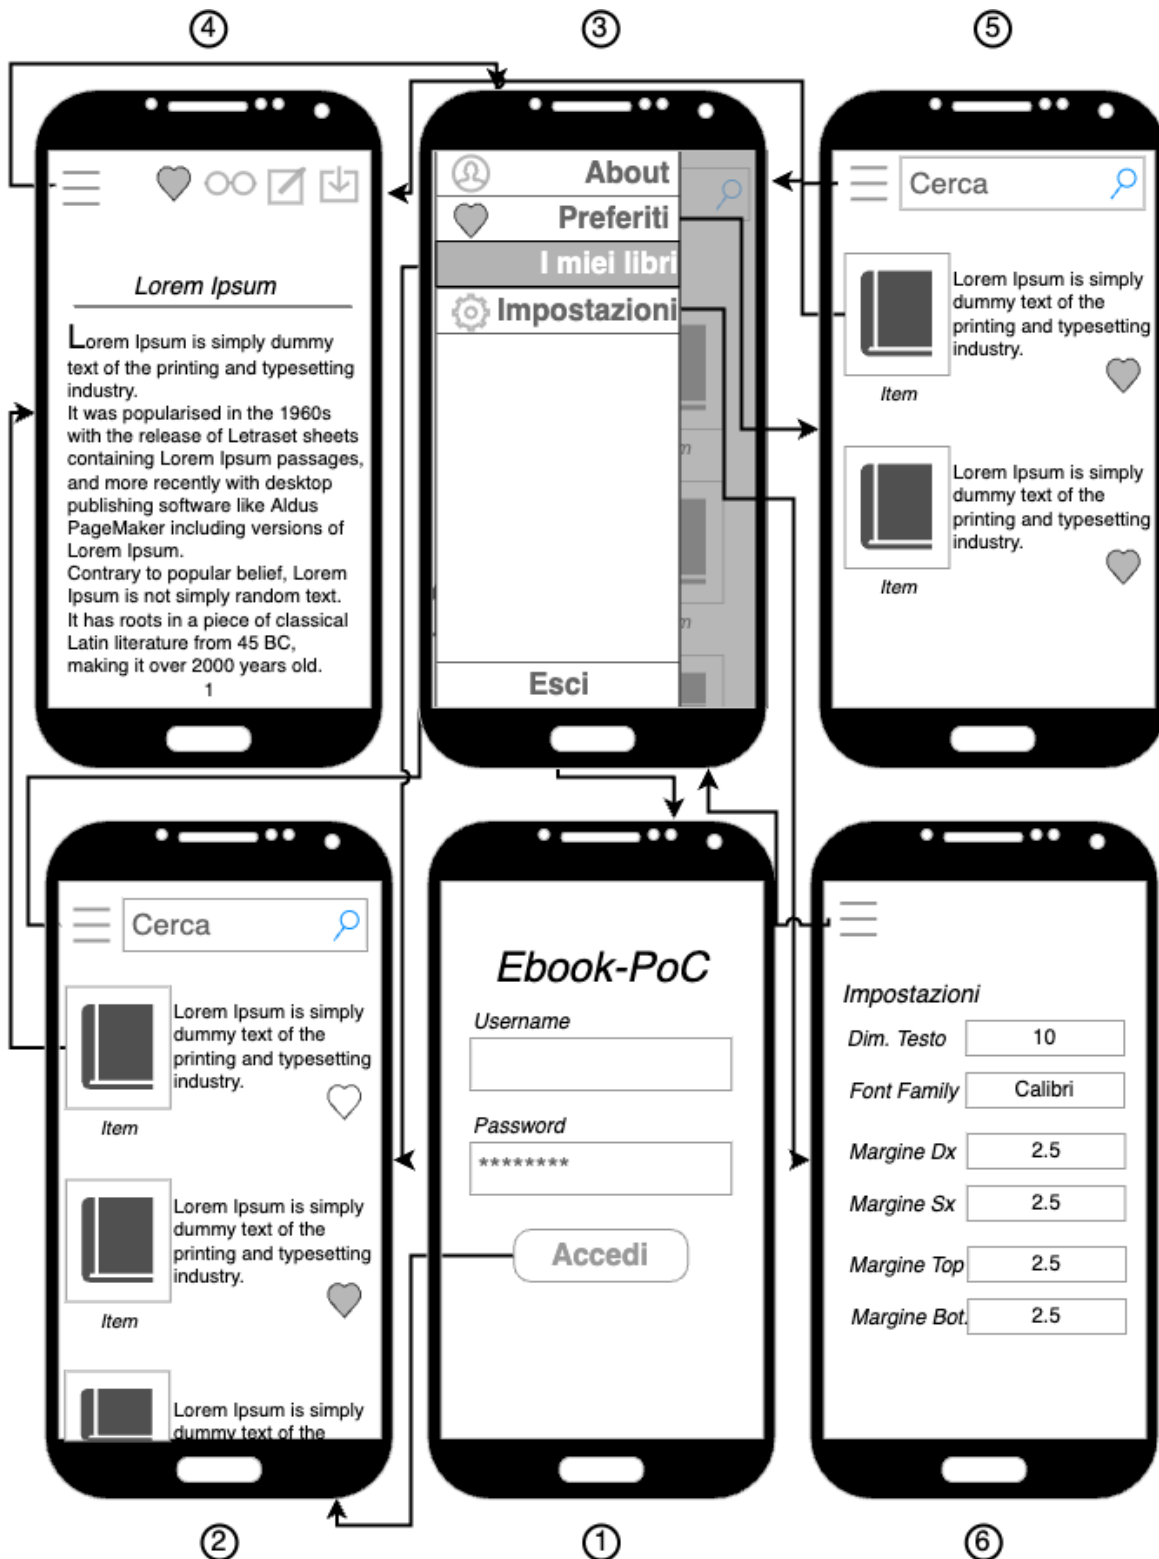 4
3
5
Lorem Ipsum
Lorem Ipsum is simply dummy
text of the printing and typesetting
industry.
It was popularised in the 1960s
with the release of Letraset sheets
containing Lorem Ipsum passages,
and more recently with desktop
publishing software like Aldus
PageMaker including versions of
Lorem Ipsum.
Contrary to popular belief, Lorem
Ipsum is not simply random text.
It has roots in a piece of classical
Latin literature from 45 BC,
making it over 2000 years old.
1
About
Preferiti
I miei libri
Impostazioni
m
m
Esci
Cerca
Lorem Ipsum is simply
dummy text of the
printing and typesetting
industry.
Item
Lorem Ipsum is simply
dummy text of the
printing and typesetting
industry.
Item
Cerca
Lorem Ipsum is simply
dummy text of the
printing and typesetting
industry.
Item
Lorem Ipsum is simply
dummy text of the
printing and typesetting
industry.
Item
Lorem Ipsum is simply
dummy text of the
Ebook-PoC
Username
Password
********
Accedi
Impostazioni
Dim. Testo 10
Font Family Calibri
Margine Dx 2.5
Margine Sx 2.5
Margine Top 2.5
Margine Bot. 2.5
2
1
6